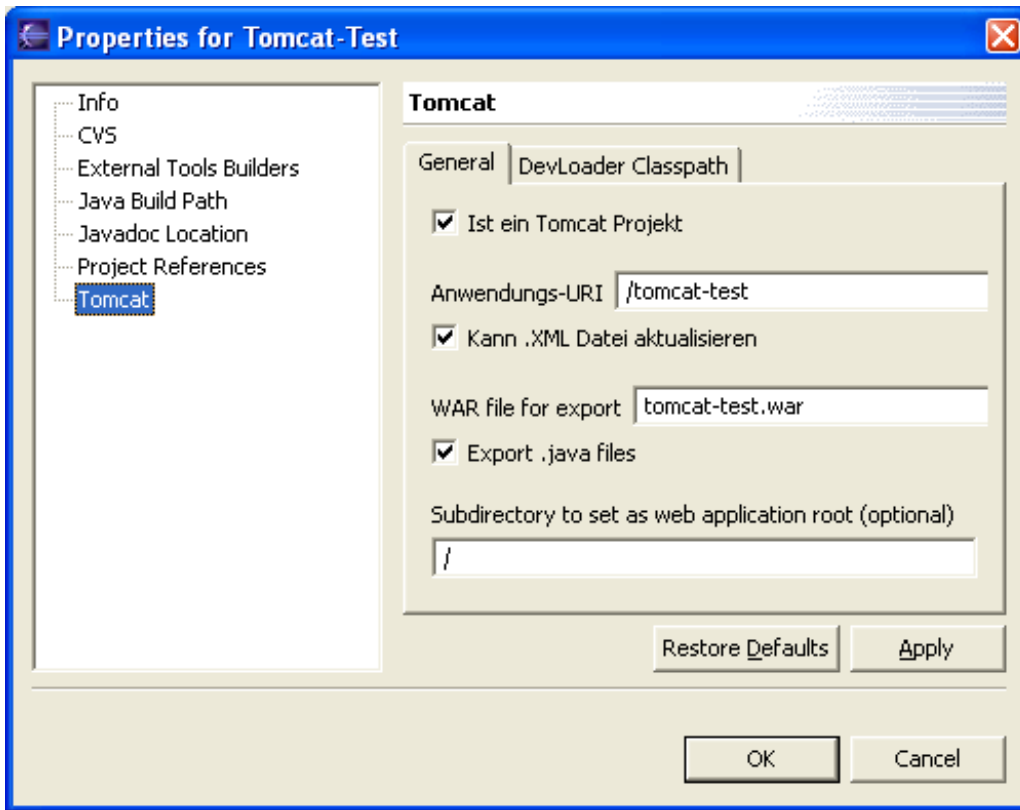 Properties for Tomcat-Test
Info
CVS
External Tools Builders
Java Build Path
Javadoc Location
Project References
Tomcat
Tomcat
General
DevLoader Classpath
Ist ein Tomcat Projekt
Anwendungs-URI /tomcat-test
Kann .XML Datei aktualisieren
WAR file for export tomcat-test.war
Export .java files
Subdirectory to set as web application root (optional)
/
Restore Defaults
Apply
OK
Cancel